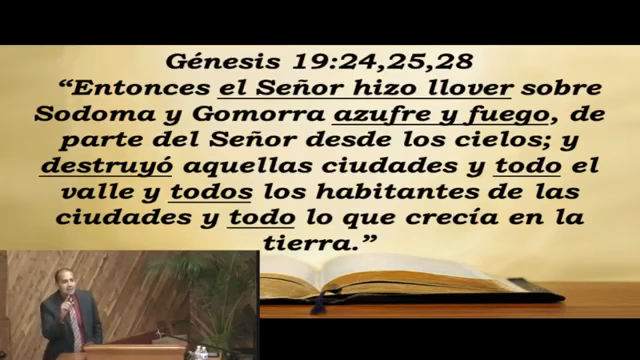 Génesis 19:24,25,28
“Entonces el Señor hizo llover sobre
Sodoma y Gomorra azufre y fuego, de
parte del Señor desde los cielos; y
destruyó aquellas ciudades y todo el
valle y todos los habitantes de las
ciudades y todo lo que crecía en la
tierra.”